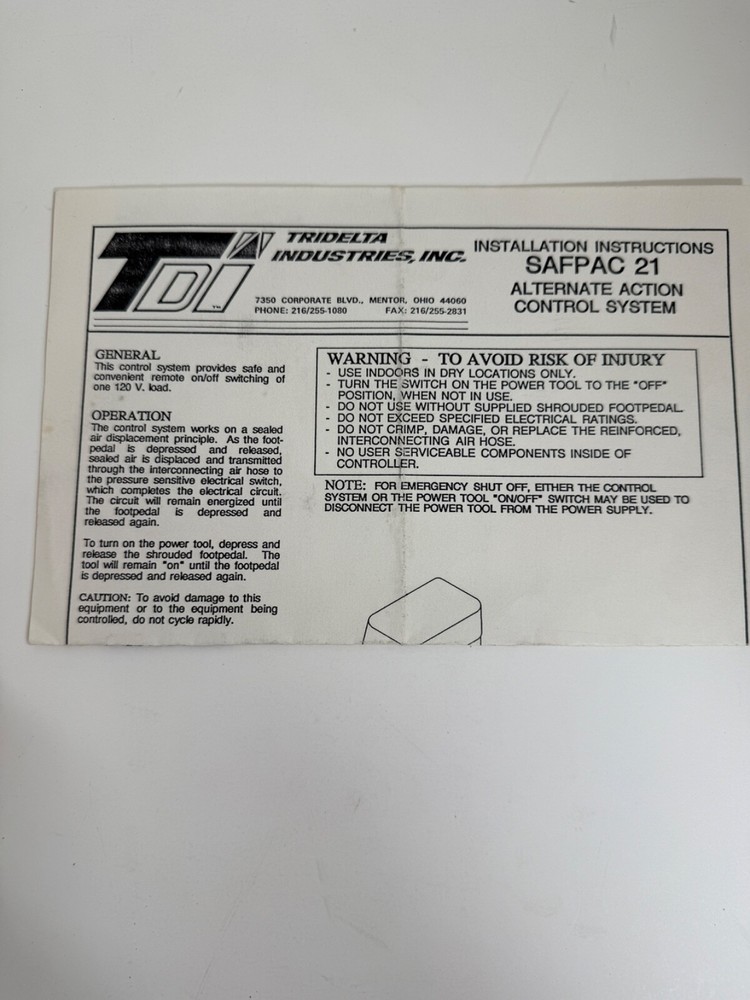 TDI
™
TRIDELTA
INDUSTRIES, INC.
7350 CORPORATE BLVD., MENTOR, OHIO 44060
PHONE: 216/255-1080 FAX: 216/255-2831
INSTALLATION INSTRUCTIONS
SAFPAC 21
ALTERNATE ACTION
CONTROL SYSTEM
GENERAL
This control system provides safe and
convenient remote on/off switching of
one 120 V. load.
OPERATION
The control system works on a sealed
air displacement principle. As the foot-
pedal is depressed and released,
sealed air is displaced and transmitted
through the interconnecting air hose to
the pressure sensitive electrical switch,
which completes the electrical circuit.
The circuit will remain energized until
the footpedal is depressed and
released again.
To turn on the power tool, depress and
release the shrouded footpedal. The
tool will remain "on" until the footpedal
is depressed and released again.
CAUTION: To avoid damage to this
equipment or to the equipment being
controlled, do not cycle rapidly.
WARNING - TO AVOID RISK OF INJURY
- USE INDOORS IN DRY LOCATIONS ONLY.
- TURN THE SWITCH ON THE POWER TOOL TO THE "OFF"
POSITION, WHEN NOT IN USE.
- DO NOT USE WITHOUT SUPPLIED SHROUDED FOOTPEDAL.
- DO NOT EXCEED SPECIFIED ELECTRICAL RATINGS.
- DO NOT CRIMP, DAMAGE, OR REPLACE THE REINFORCED,
INTERCONNECTING AIR HOSE.
- NO USER SERVICEABLE COMPONENTS INSIDE OF
CONTROLLER.
NOTE: FOR EMERGENCY SHUT OFF, EITHER THE CONTROL
SYSTEM OR THE POWER TOOL "ON/OFF" SWITCH MAY BE USED TO
DISCONNECT THE POWER TOOL FROM THE POWER SUPPLY.